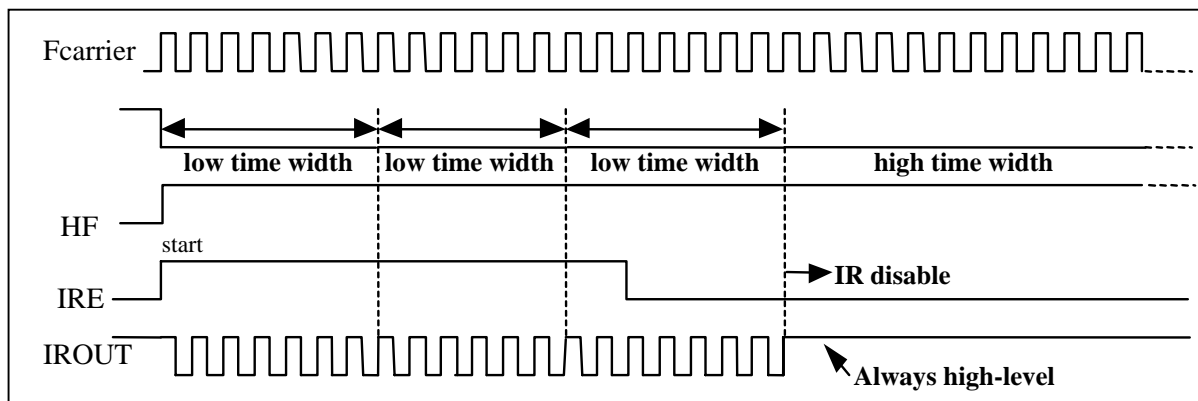 Fcarrier
low time width low time width low time width high time width
HF
start
IRE
IR disable
IROUT
Always high-level